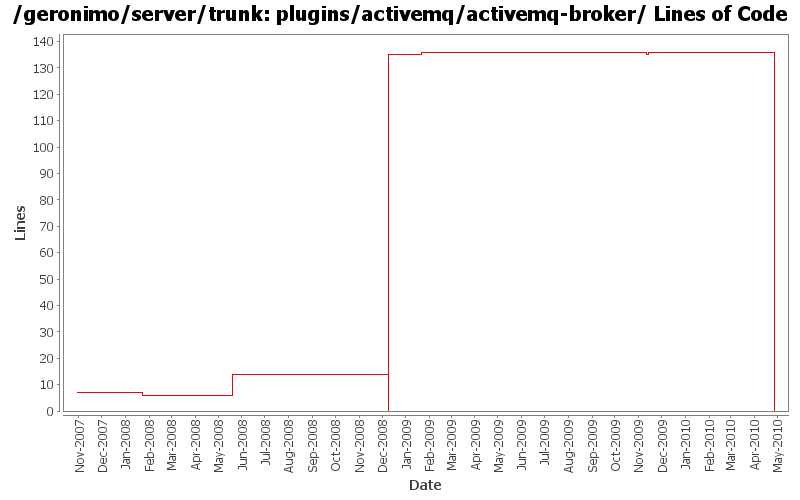 /geronimo/server/trunk: plugins/activemq/activemq-broker/ Lines of Code
Lines
140
130
120
110
100
90
80
70
60
50
40
30
20
10
0
Nov-2007
Dec-2007
Jan-2008
Feb-2008
Mar-2008
Apr-2008
May-2008
Jun-2008
Jul-2008
Aug-2008
Sep-2008
Oct-2008
Nov-2008
Dec-2008
Jan-2009
Feb-2009
Mar-2009
Apr-2009
May-2009
Jun-2009
Jul-2009
Aug-2009
Sep-2009
Oct-2009
Nov-2009
Dec-2009
Jan-2010
Feb-2010
Mar-2010
Apr-2010
May-2010
Date